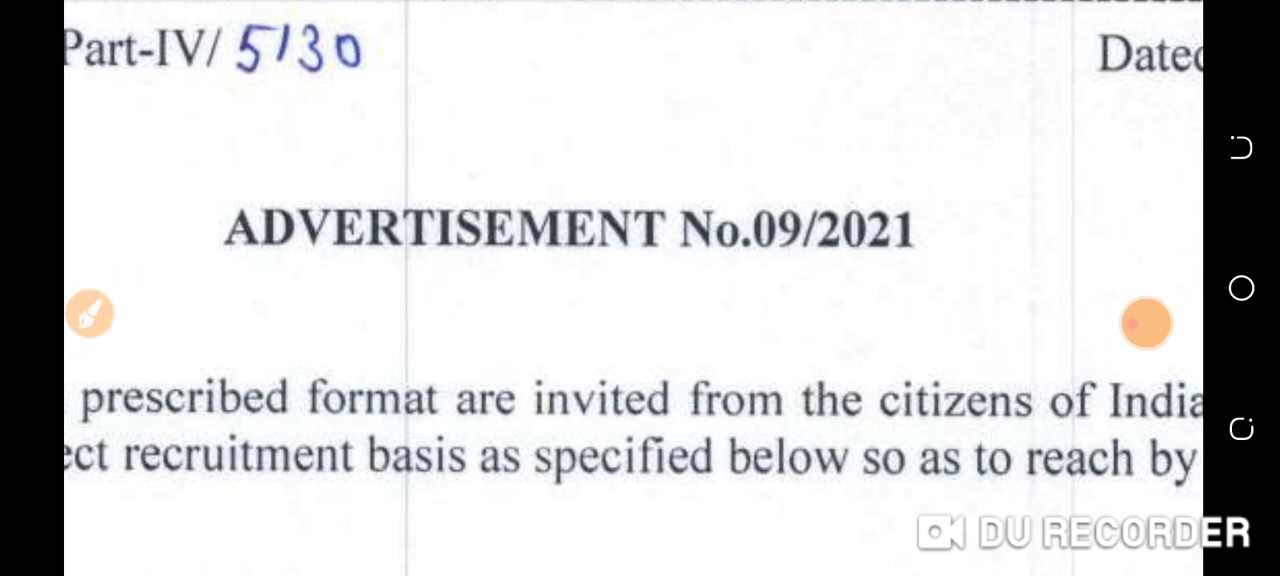 Part-IV/ 5130 Dated
ADVERTISEMENT No.09/2021
prescribed format are invited from the citizens of India
ect recruitment basis as specified below so as to reach by
DU RECORDER